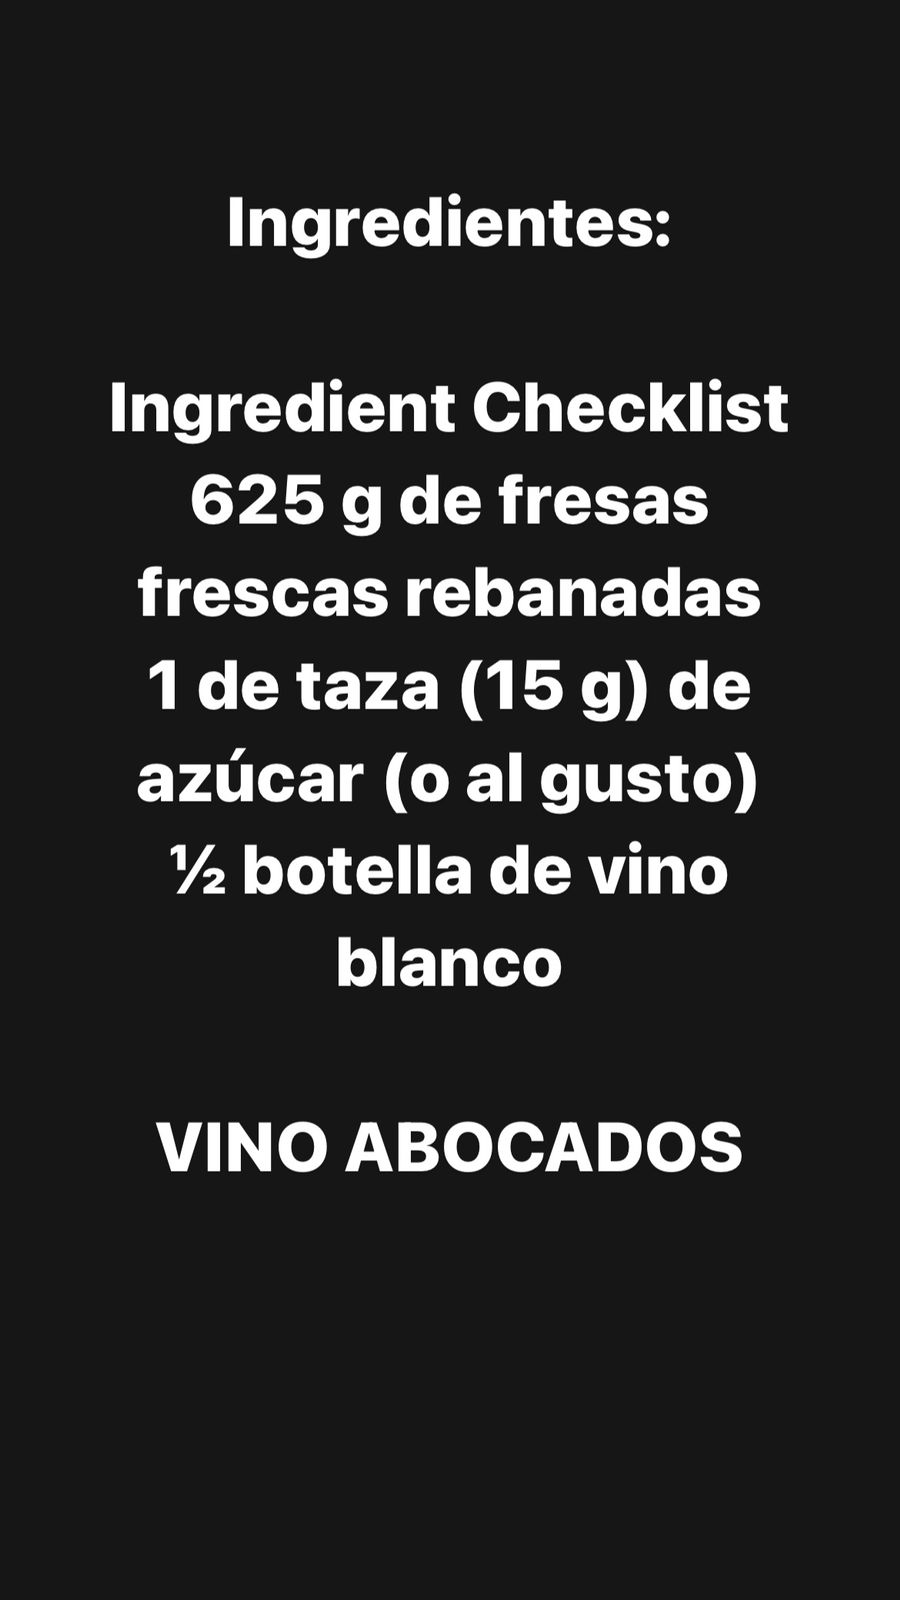 Ingredientes:
Ingredient Checklist
625 g de fresas
frescas rebanadas
1 de taza (15 g) de
azúcar (o al gusto)
½ botella de vino
blanco
VINO ABOCADOS